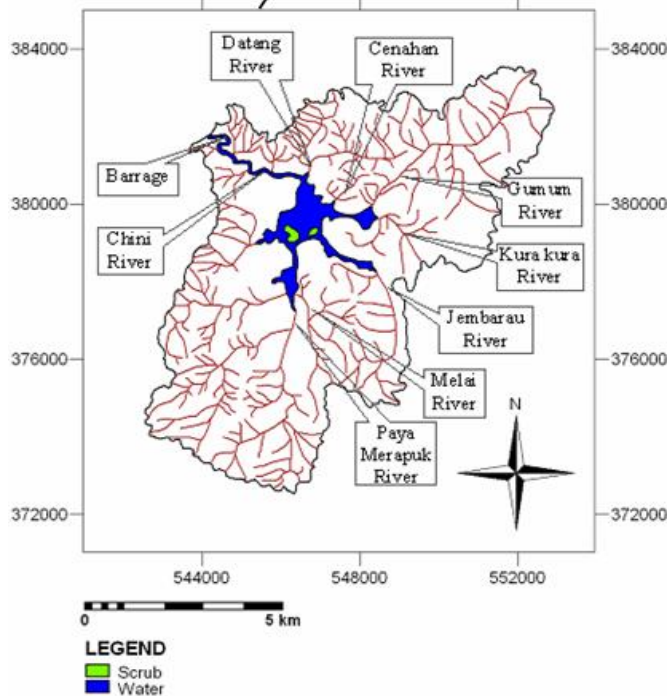 384000
384000
Datang
River
Cenahan
River
Barrage
380000
380000
Gumum
River
Chini
River
Kura kura
River
Jembarau
River
376000
376000
Melai
River
Paya
Merapuk
River
N
372000
372000
544000
548000
552000
0
5 km
LEGEND
Scrub
Water